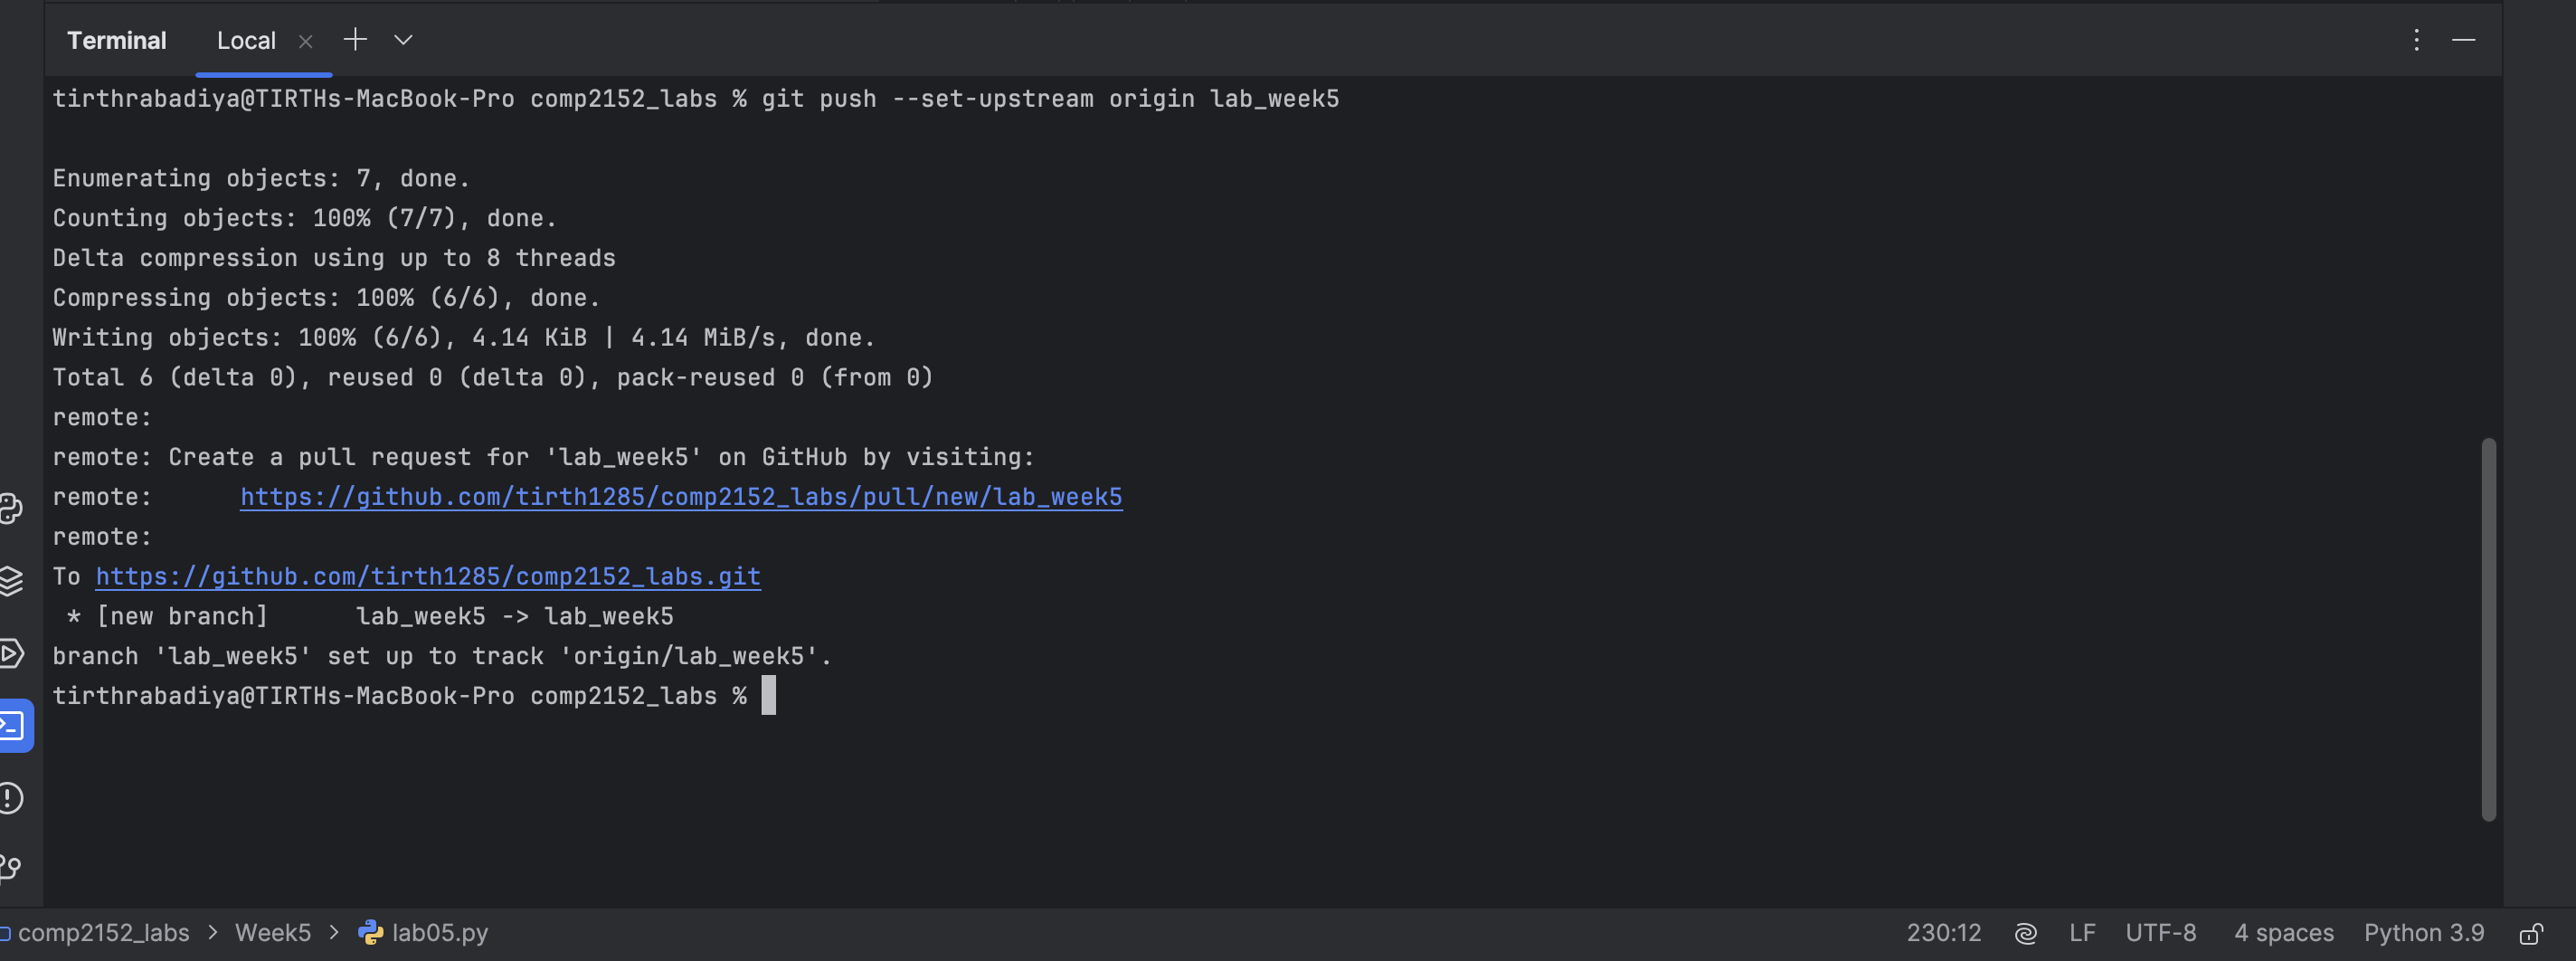 Terminal Local
tirthrabadiya@TIRTHs-MacBook-Pro comp2152_labs % git push --set-upstream origin lab_week5
Enumerating objects: 7, done.
Counting objects: 100% (7/7), done.
Delta compression using up to 8 threads
Compressing objects: 100% (6/6), done.
Writing objects: 100% (6/6), 4.14 KiB | 4.14 MiB/s, done.
Total 6 (delta 0), reused 0 (delta 0), pack-reused 0 (from 0)
remote:
remote: Create a pull request for 'lab_week5' on GitHub by visiting:
remote:      https://github.com/tirth1285/comp2152_labs/pull/new/lab_week5
remote:
To https://github.com/tirth1285/comp2152_labs.git
 * [new branch]      lab_week5 -> lab_week5
branch 'lab_week5' set up to track 'origin/lab_week5'.
tirthrabadiya@TIRTHs-MacBook-Pro comp2152_labs %
comp2152_labs > Week5 > lab05.py 230:12 LF UTF-8 4 spaces Python 3.9